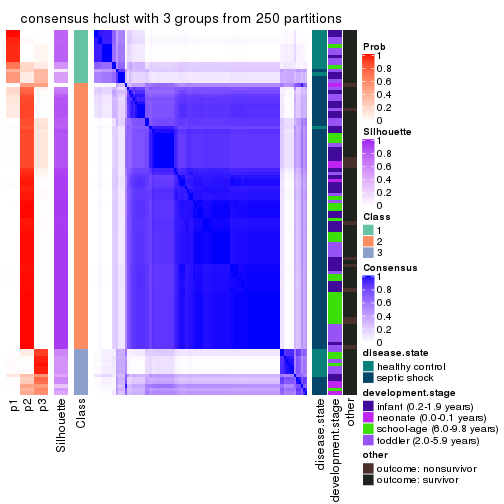 consensus hclust with 3 groups from 250 partitions
Prob
1
0.8
0.6
0.4
0.2
0
Silhouette
1
0.8
0.6
0.4
0.2
0
Class
1
2
3
Consensus
1
0.8
0.6
0.4
0.2
0
disease.state
healthy control
septic shock
development.stage
infant (0.2-1.9 years)
neonate (0.0-0.1 years)
school-age (6.0-9.8 years)
toddler (2.0-5.9 years)
other
outcome: nonsurvivor
outcome: survivor
p1
p2
p3
Silhouette
Class
disease.state
development.stage
other